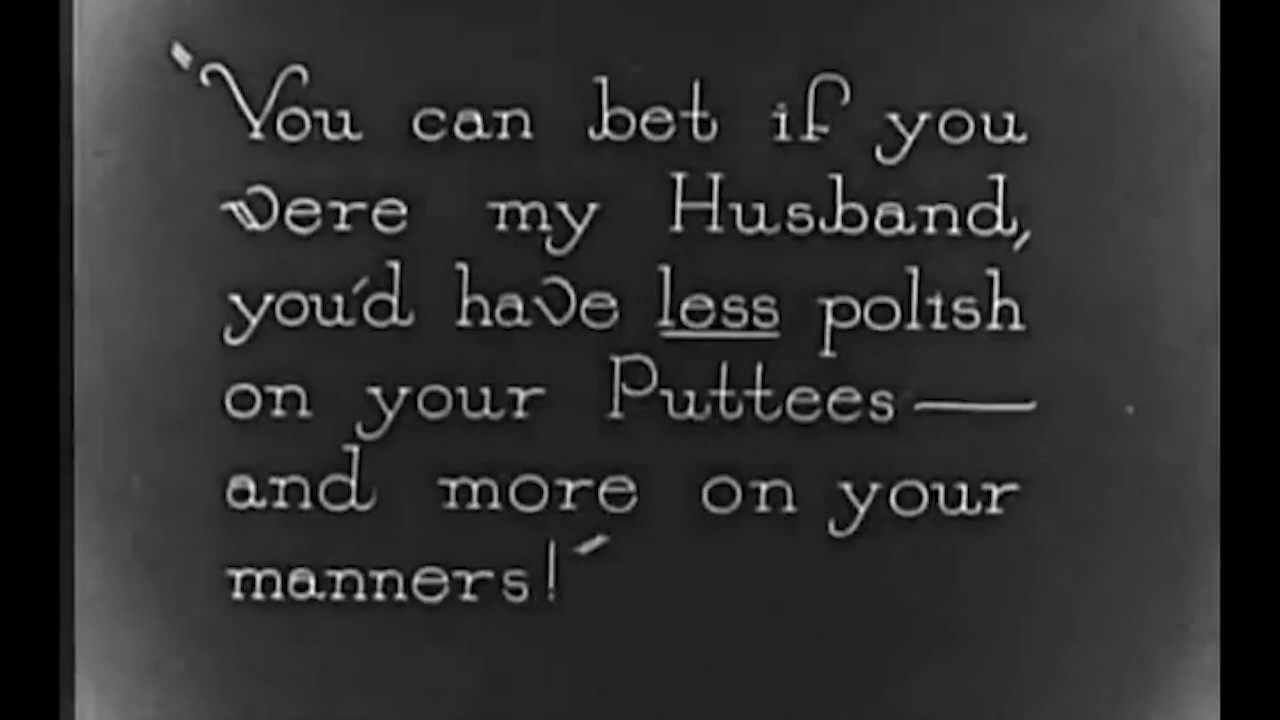 "You can bet if you
were my Husband,
you'd have less polish
on your Puttees—
and more on your
manners!"